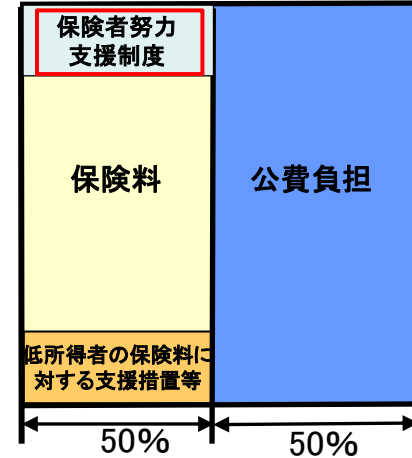 保険者努力
支援制度
保険料
公費負担
低所得者の保険料に
対する支援措置等
50%
50%